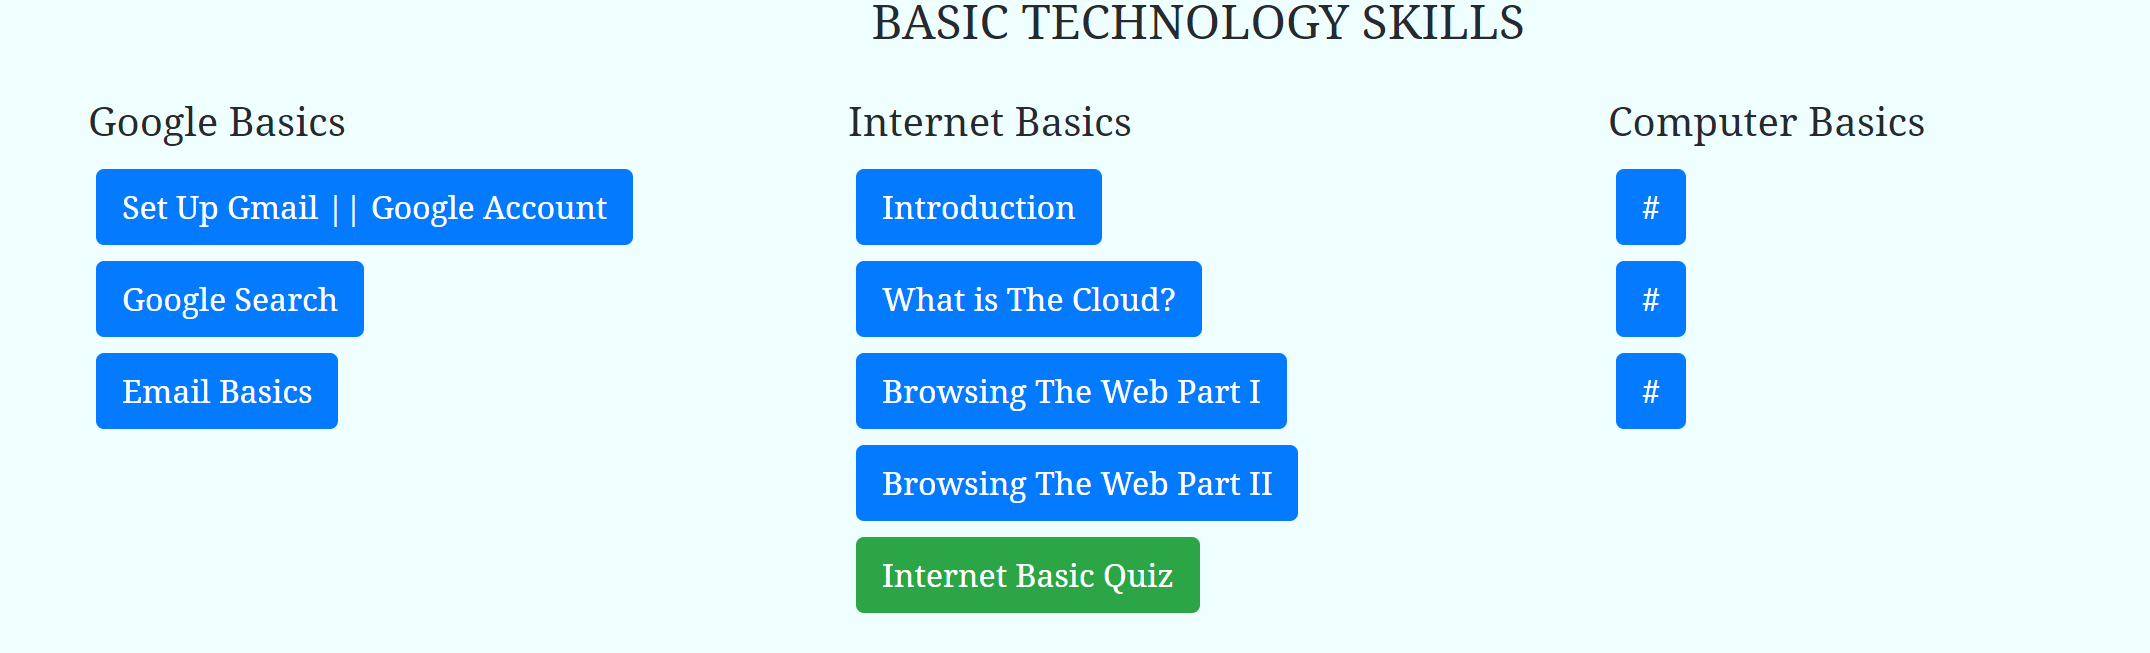 BASIC TECHNOLOGY SKILLS
Google Basics
Set Up Gmail || Google Account
Google Search
Email Basics
Internet Basics
Introduction
What is The Cloud?
Browsing The Web Part I
Browsing The Web Part II
Internet Basic Quiz
Computer Basics
#
#
#